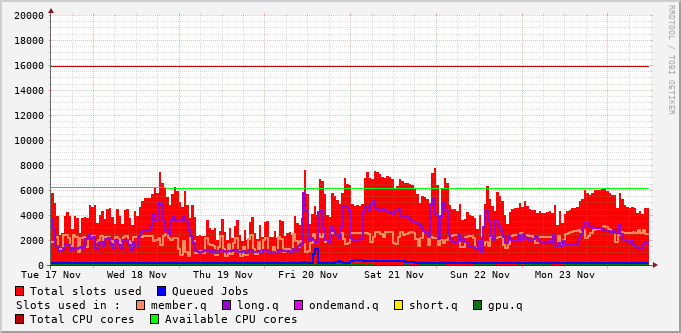 20000
18000
16000
14000
12000
10000
8000
6000
4000
2000
0
Tue 17 Nov Wed 18 Nov Thu 19 Nov Fri 20 Nov Sat 21 Nov Sun 22 Nov Mon 23 Nov
Total slots used Queued Jobs
Slots used in : member.q long.q ondemand.q short.q gpu.q
Total CPU cores Available CPU cores
RRDTOOL / TOBI OETIKER